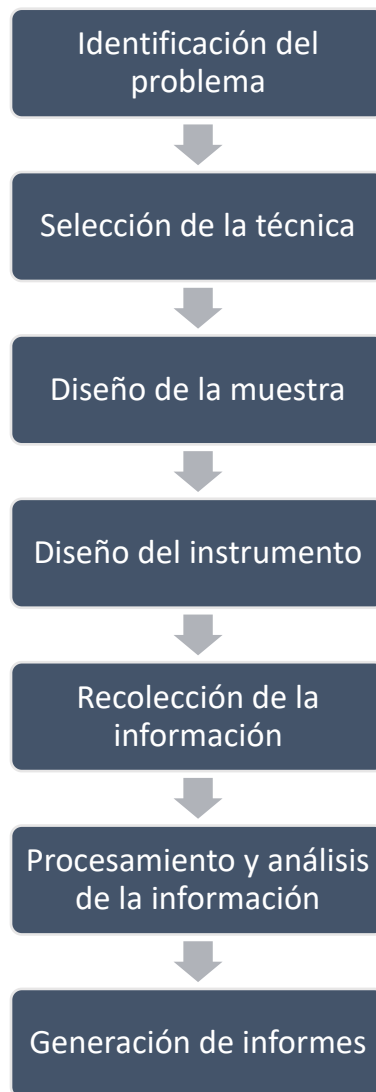 Identificación del
problema
Selección de la técnica
Diseño de la muestra
Diseño del instrumento
Recolección de la
información
Procesamiento y análisis
de la información
Generación de informes